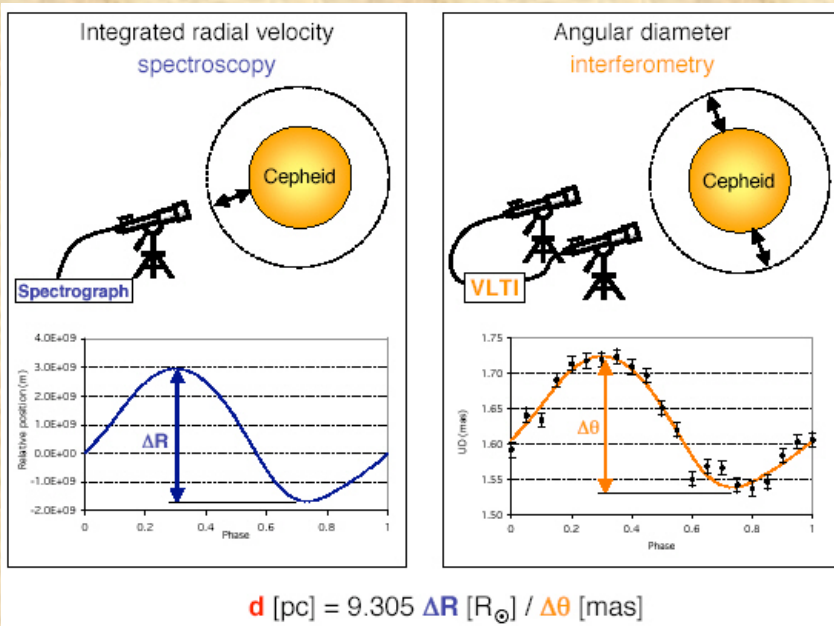 Integrated radial velocity
spectroscopy
Cepheid
Spectrograph
4.0E+09
3.0E+09
2.0E+09
1.0E+09
0.0E+00
-1.0E+09
-2.0E+09
Relative position (m)
ΔR
0
0.2
0.4
0.6
0.8
1
Phase
Angular diameter
interferometry
Cepheid
VLTI
1.75
1.70
1.65
1.60
1.55
1.50
UD (mas)
Δθ
0
0.2
0.4
0.6
0.8
1
Phase
d [pc] = 9.305 ΔR [R☉] / Δθ [mas]